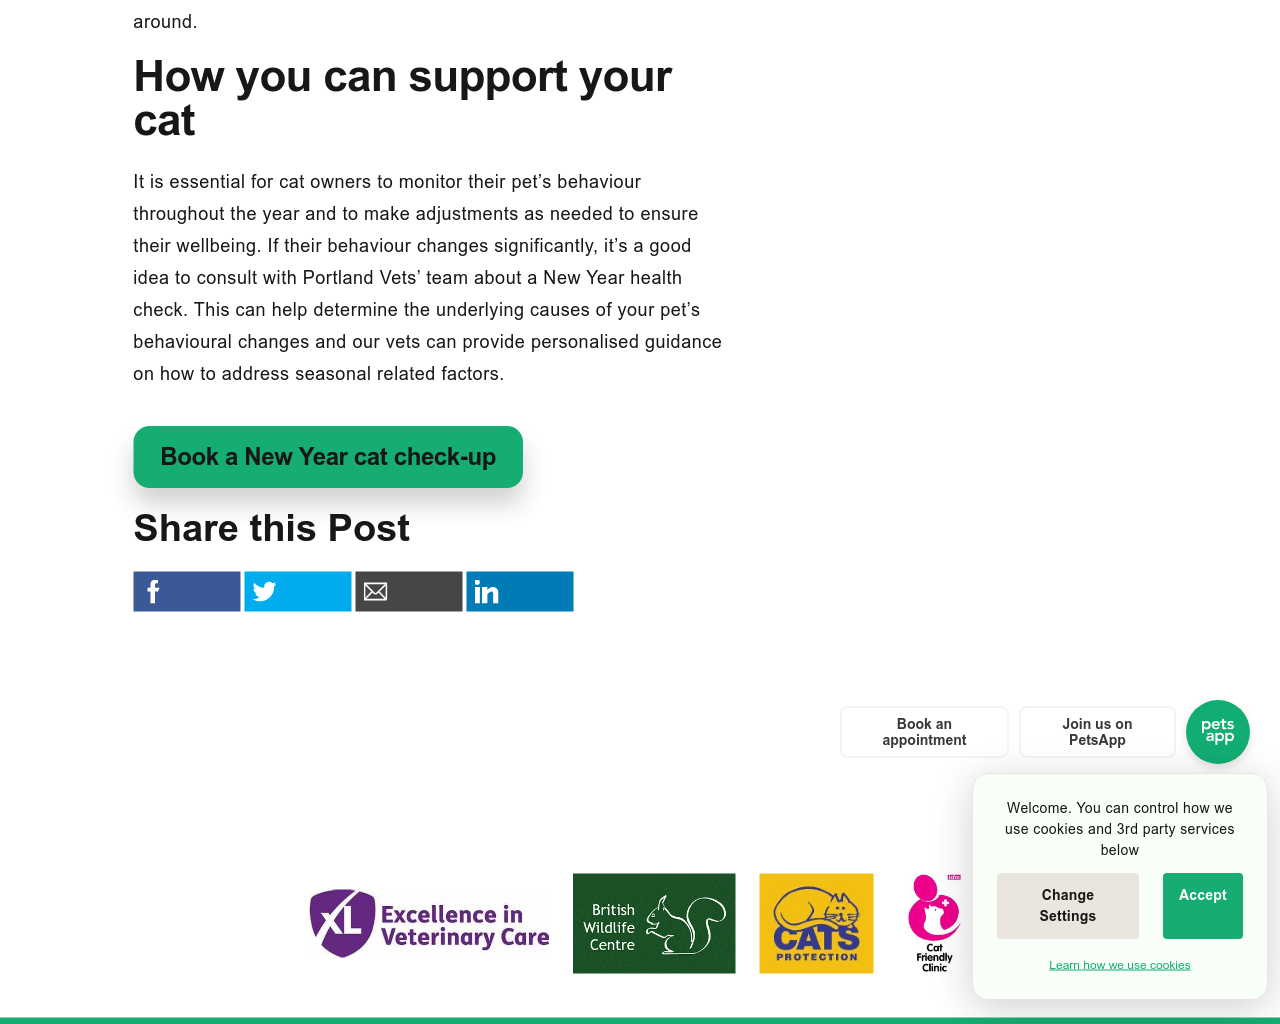 around.
How you can support your
cat
It is essential for cat owners to monitor their pet’s behaviour
throughout the year and to make adjustments as needed to ensure
their wellbeing. If their behaviour changes significantly, it’s a good
idea to consult with Portland Vets’ team about a New Year health
check. This can help determine the underlying causes of your pet’s
behavioural changes and our vets can provide personalised guidance
on how to address seasonal related factors.
Book a New Year cat check-up
Share this Post
Book an
appointment
Join us on
PetsApp
pets
app
Welcome. You can control how we
use cookies and 3rd party services
below
Change
Settings
Accept
Learn how we use cookies
XL
Excellence in
Veterinary Care
British
Wildlife
Centre
CATS
PROTECTION
Cat
Friendly
Clinic